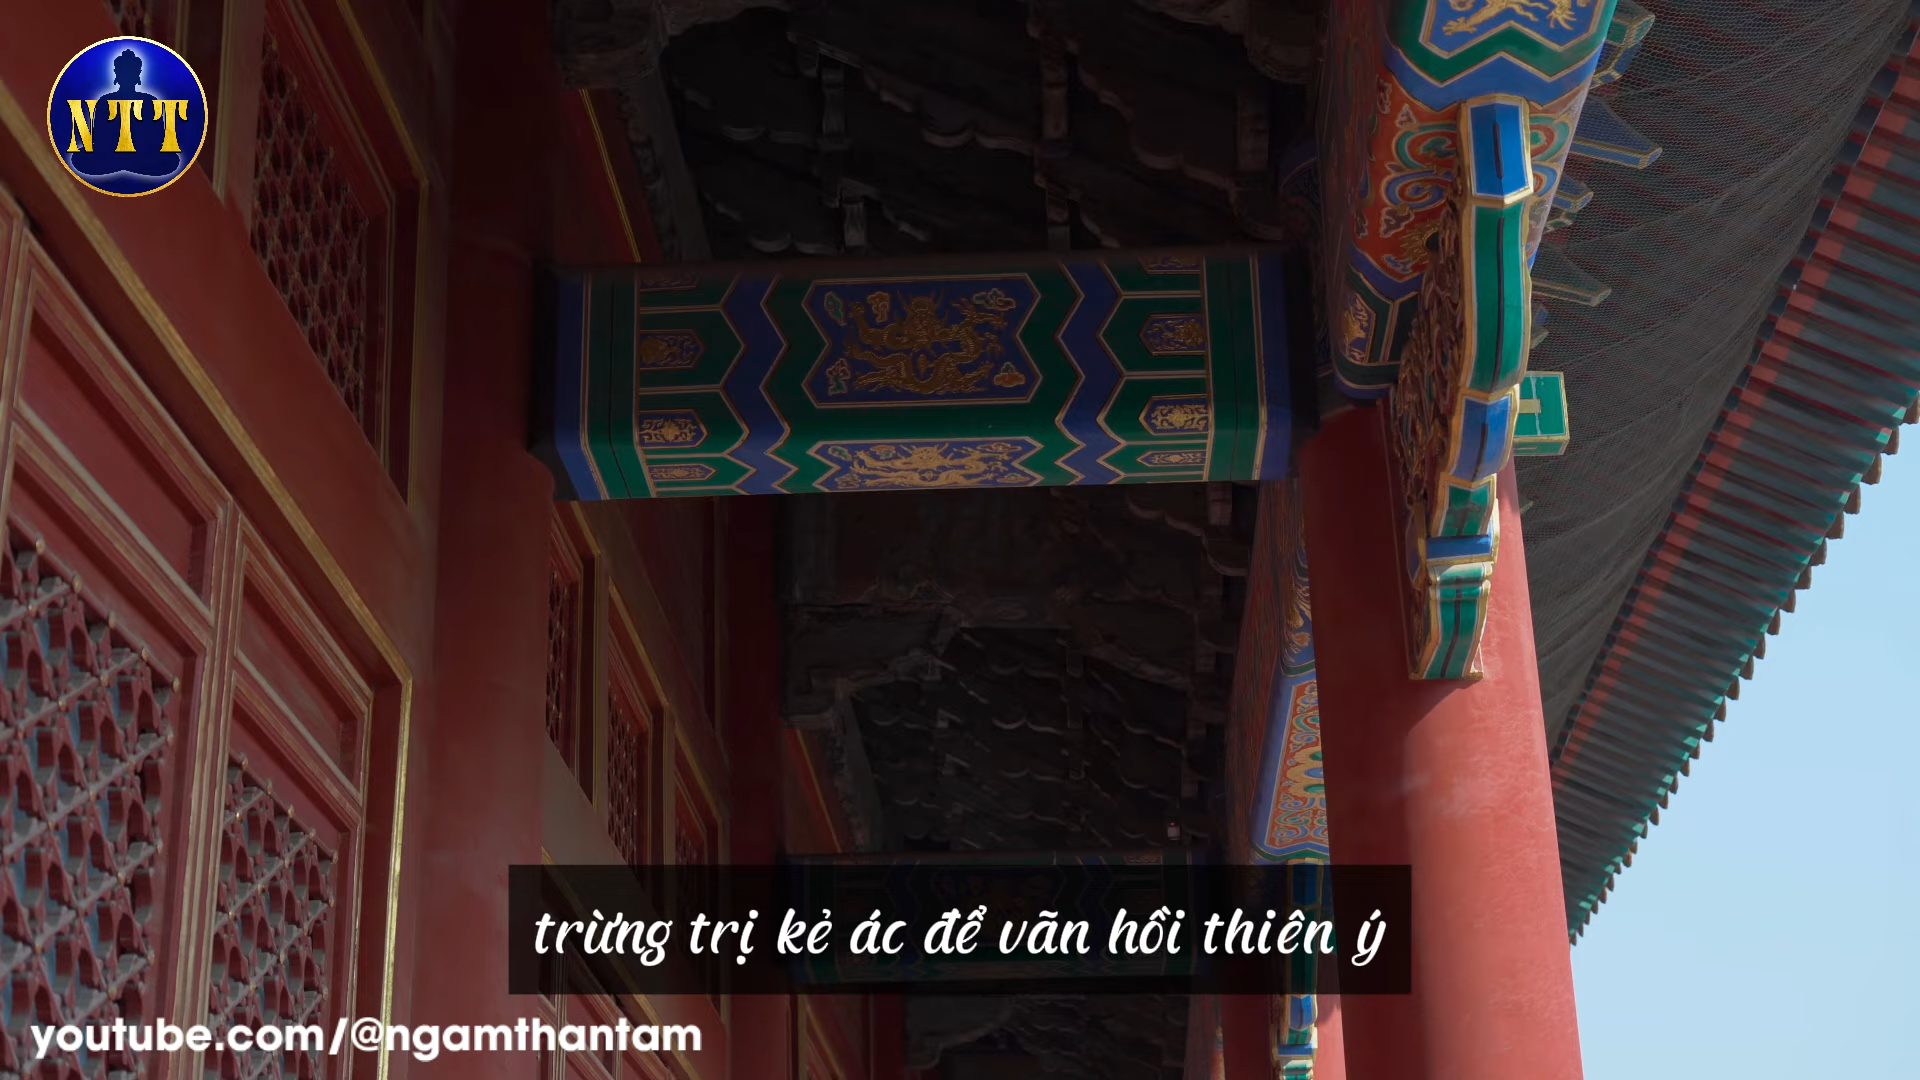 NTT
trừng trị kẻ ác để vãn hồi thiên ý
youtube.com/@ngamthantam